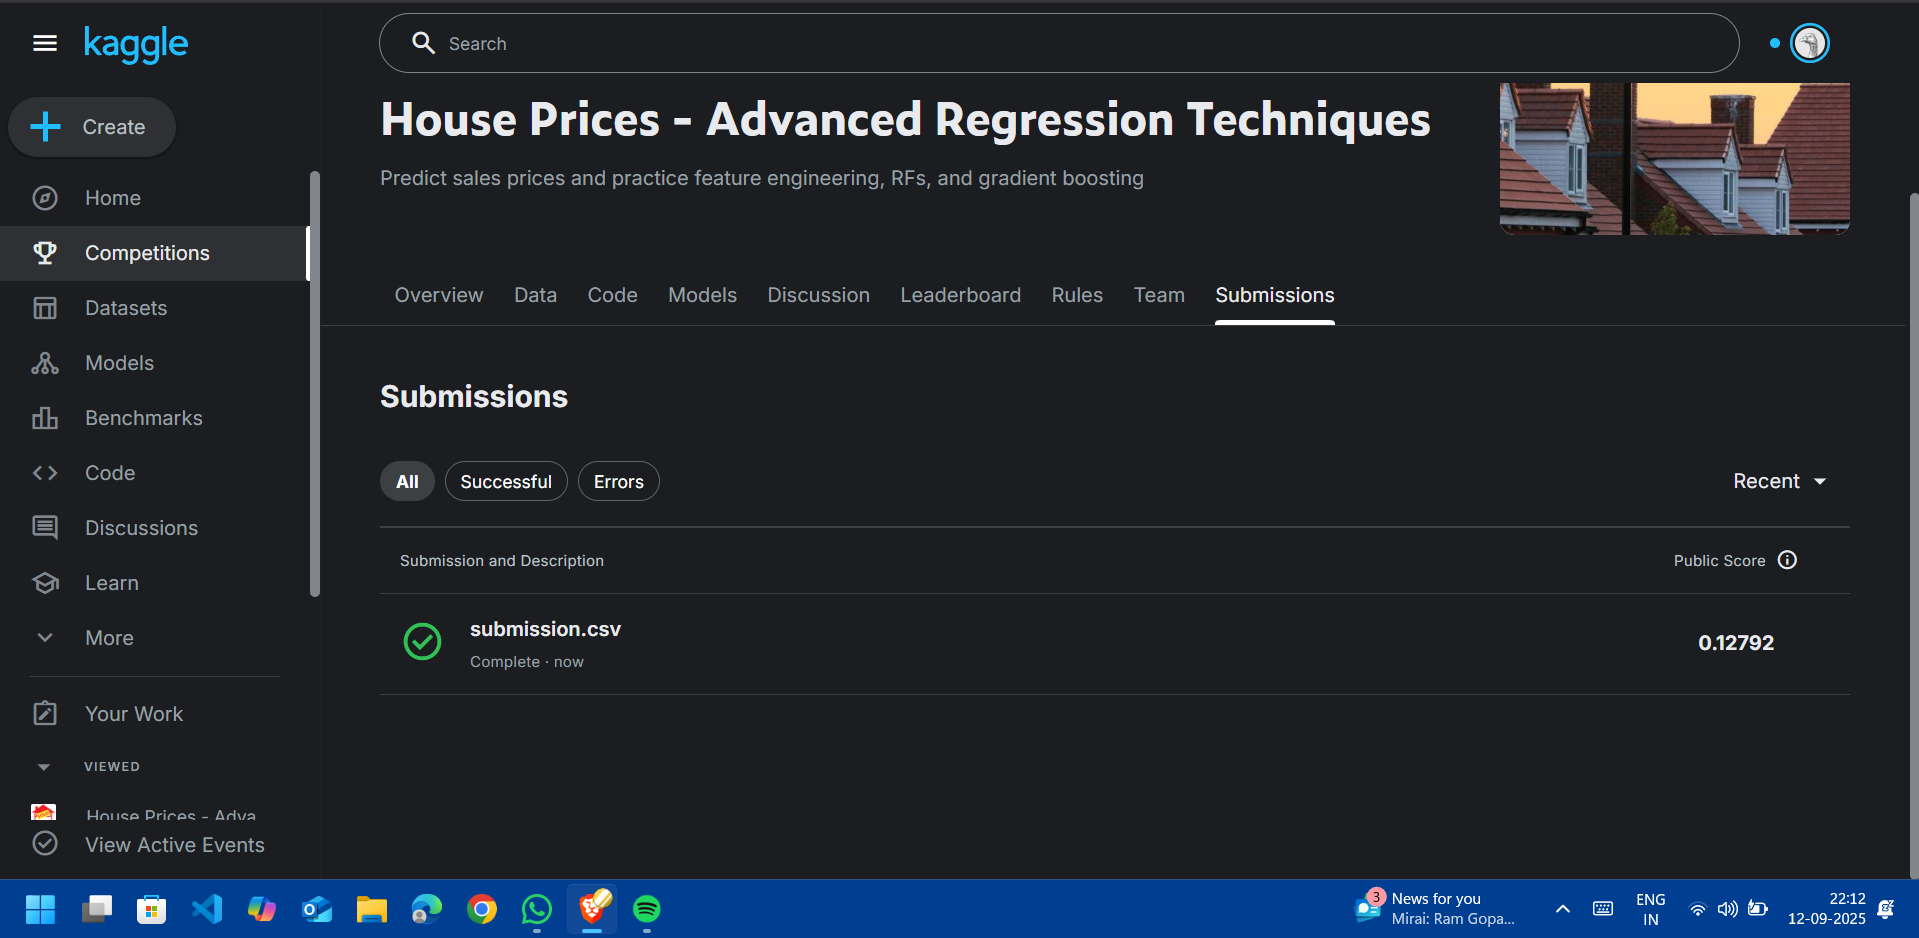 kaggle
Search
Create
Home
Competitions
Datasets
Models
Benchmarks
Code
Discussions
Learn
More
Your Work
VIEWED
House Prices - Adva
View Active Events
House Prices - Advanced Regression Techniques
Predict sales prices and practice feature engineering, RFs, and gradient boosting
Overview Data Code Models Discussion Leaderboard Rules Team Submissions
Submissions
All Successful Errors Recent
Submission and Description Public Score
submission.csv
Complete · now
0.12792
3
News for you
Mirai: Ram Gopa...
ENG
IN
22:12
12-09-2025